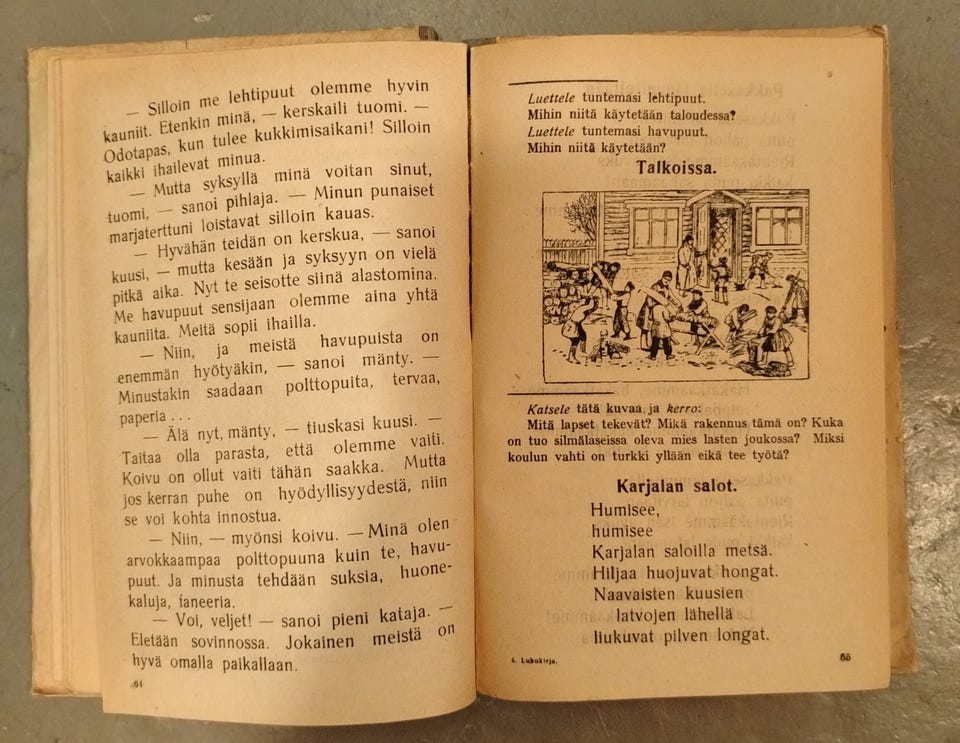 — Silloin me lehtipuut olemme hyvin
kauniit. Etenkin minä, — kerskaili tuomi. —
Odotapas, kun tulee kukkimisaikani! Silloin
kaikki ihailevat minua.
— Mutta syksyllä minä voitan sinut,
tuomi, — sanoi pihlaja. — Minun punaiset
marjaterttuni loistavat silloin kauas.
— Hyvähän teidän on kerskua, — sanoi
kuusi, — mutta kesään ja syksyyn on vielä
pitkä aika. Nyt te seisotte siinä alastomina.
Me havupuut sensijaan olemme aina yhtä
kauniita. Meitä sopii ihailla.
— Niin, ja meistä havupuista on
enemmän hyötyäkin, — sanoi mänty. —
Minustakin saadaan polttopuita, tervaa,
paperia ...
— Älä nyt, mänty, — tiuskasi kuusi. —
Taitaa olla parasta, että olemme vaiti.
Koivu on ollut vaiti tähän saakka. Mutta
jos kerran puhe on hyödyllisyydestä, niin
se voi kohta innostua.
— Niin, — myönsi koivu. — Minä olen
arvokkaampaa polttopuuna kuin te, havu-
puut. Ja minusta tehdään suksia, huone-
kaluja, faneeria.
— Voi, veljet! — sanoi pieni kataja. —
Eletään sovinnossa. Jokainen meistä on
hyvä omalla paikallaan.
64
Luettele tuntemasi lehtipuut.
Mihin niitä käytetään taloudessa?
Luettele tuntemasi havupuut.
Mihin niitä käytetään?
Talkoissa.
Katsele tätä kuvaa ja kerro:
Mitä lapset tekevät? Mikä rakennus tämä on? Kuka
on tuo silmälaseissa oleva mies lasten joukossa? Miksi
koulun vahti on turkki yllään eikä tee työtä?
Karjalan salot.
Humisee,
humisee
Karjalan saloilla metsä.
Hiljaa huojuvat hongat.
Naavaisten kuusien
latvojen lähellä
liukuvat pilven longat.
5. Lukukirja.
65